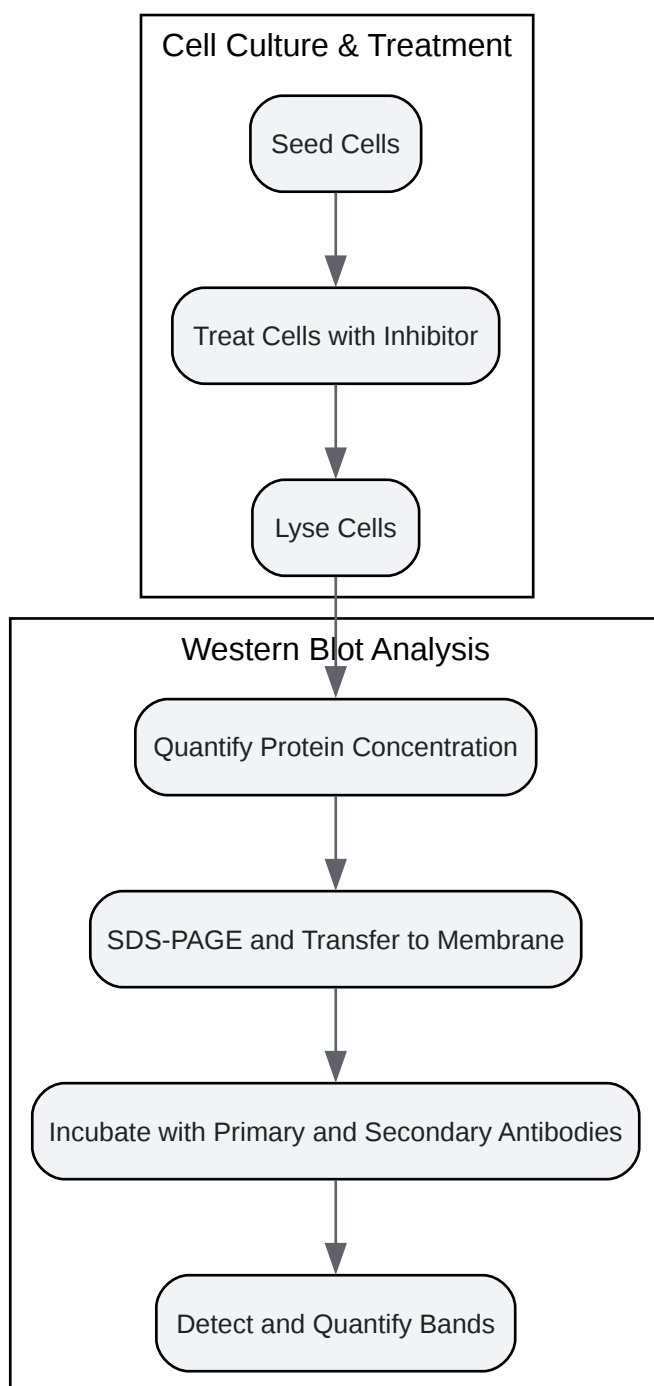 Cell Culture & Treatment
Seed Cells
Treat Cells with Inhibitor
Lyse Cells
Western Blot Analysis
Quantify Protein Concentration
SDS-PAGE and Transfer to Membrane
Incubate with Primary and Secondary Antibodies
Detect and Quantify Bands